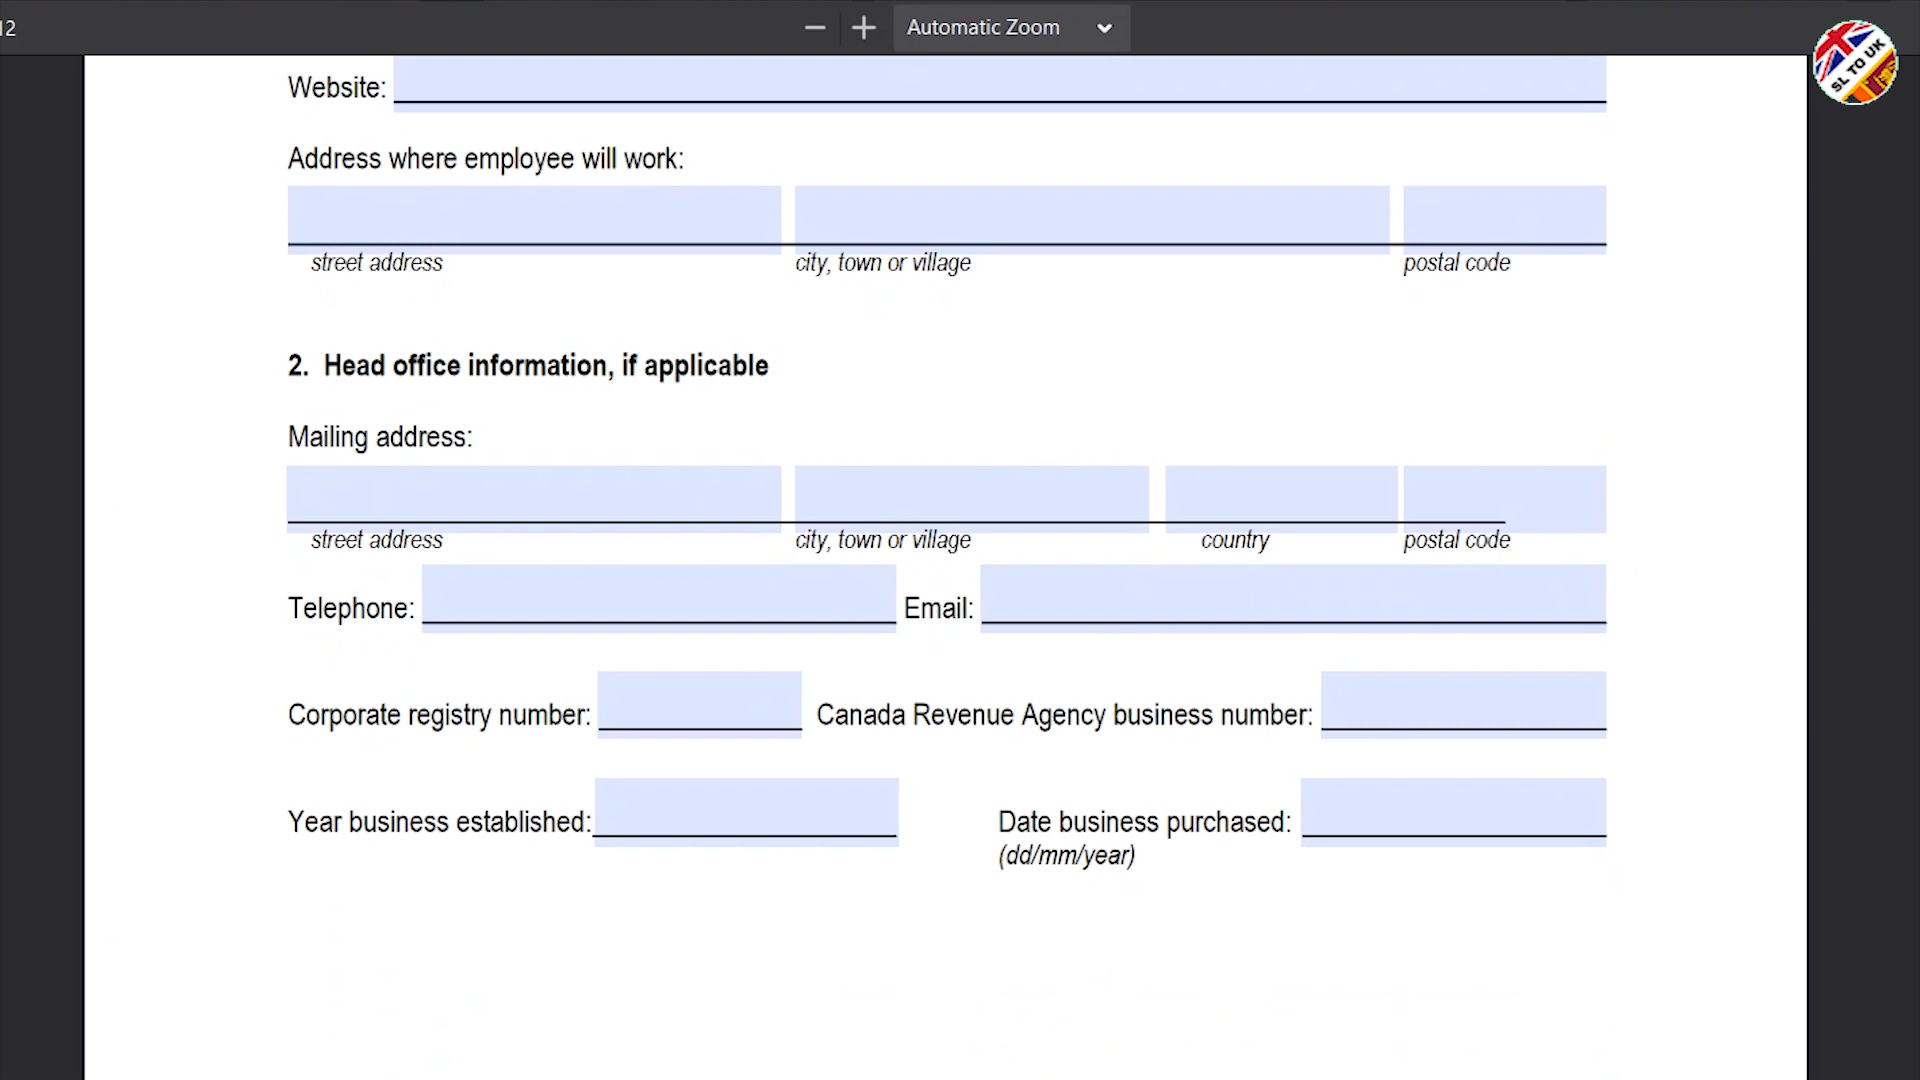 12
Automatic Zoom
SL TO UK
Website:
Address where employee will work:
street address city, town or village postal code
2. Head office information, if applicable
Mailing address:
street address city, town or village country postal code
Telephone: Email:
Corporate registry number: Canada Revenue Agency business number:
Year business established: Date business purchased:
(dd/mm/year)